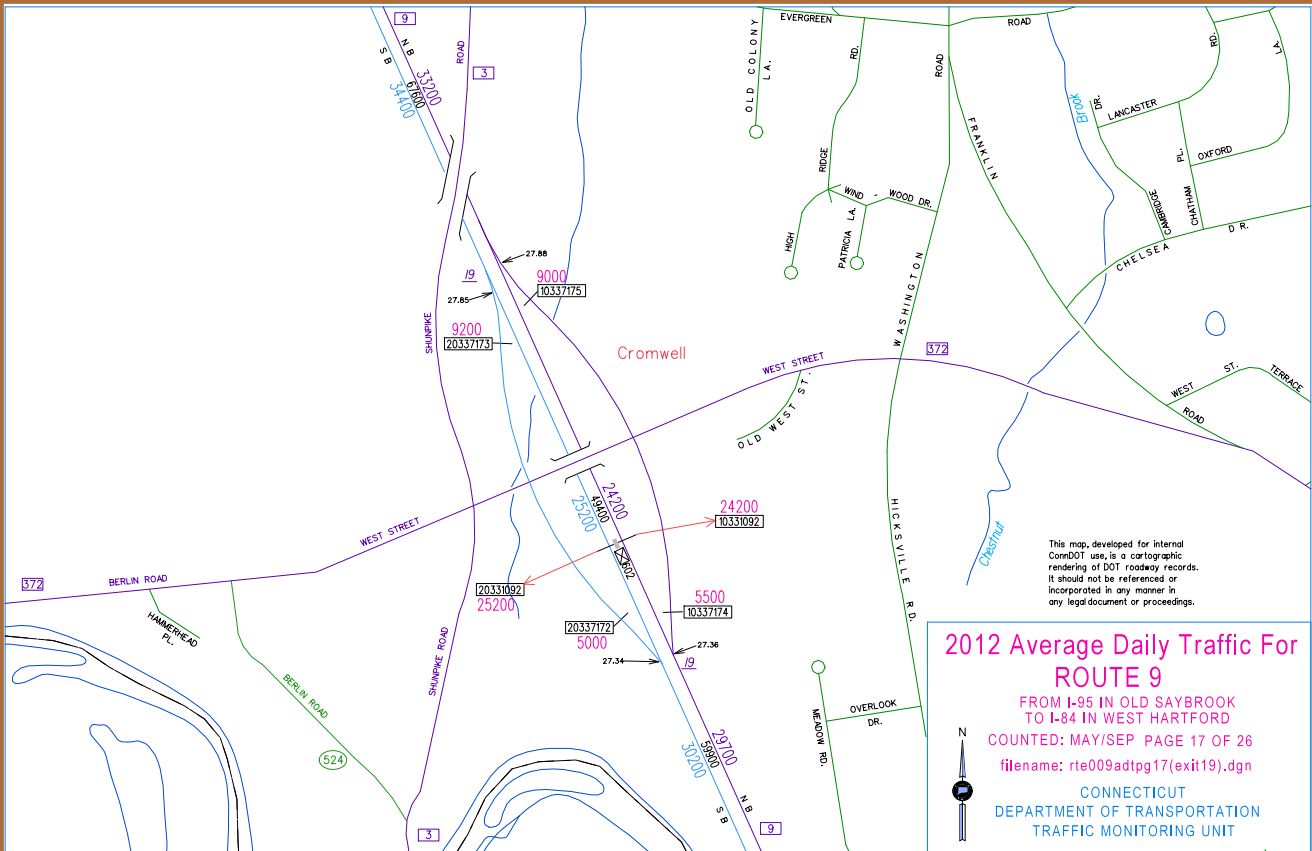 9
N B
S B
33200
67600
34400
ROAD
3
OLD COLONY
LA.
EVERGREEN
ROAD
RD.
RIDGE
HIGH
WIND - WOOD DR.
PATRICIA LA.
ROAD
WASHINGTON
FRANKLIN
Brook
DR.
LANCASTER
RD.
LA.
PL.
OXFORD
CHATHAM
CAMBRIDGE
CHELSEA
DR.
27.88
19
27.85
9000
10337175
9200
20337173
SHUNPIKE
Cromwell
WEST STREET
372
OLD WEST ST.
WEST
ST.
TERRACE
ROAD
24200
49400
25200
24200
10331092
602
20331092
25200
WEST STREET
372
BERLIN ROAD
HAMMERHEAD
PL.
BERLIN ROAD
524
SHUNPIKE ROAD
3
20337172
5000
5500
10337174
27.34
27.36
19
29700
59900
30200
N B
S B
9
HICKSVILLE RD.
MEADOW RD.
OVERLOOK
DR.
Chestnut
This map, developed for internal
ConnDOT use, is a cartographic
rendering of DOT roadway records.
It should not be referenced or
incorporated in any manner in
any legal document or proceedings.
2012 Average Daily Traffic For
ROUTE 9
FROM I-95 IN OLD SAYBROOK
TO I-84 IN WEST HARTFORD
COUNTED: MAY/SEP PAGE 17 OF 26
filename: rte009adtpg17(exit19).dgn
N
CONNECTICUT
DEPARTMENT OF TRANSPORTATION
TRAFFIC MONITORING UNIT